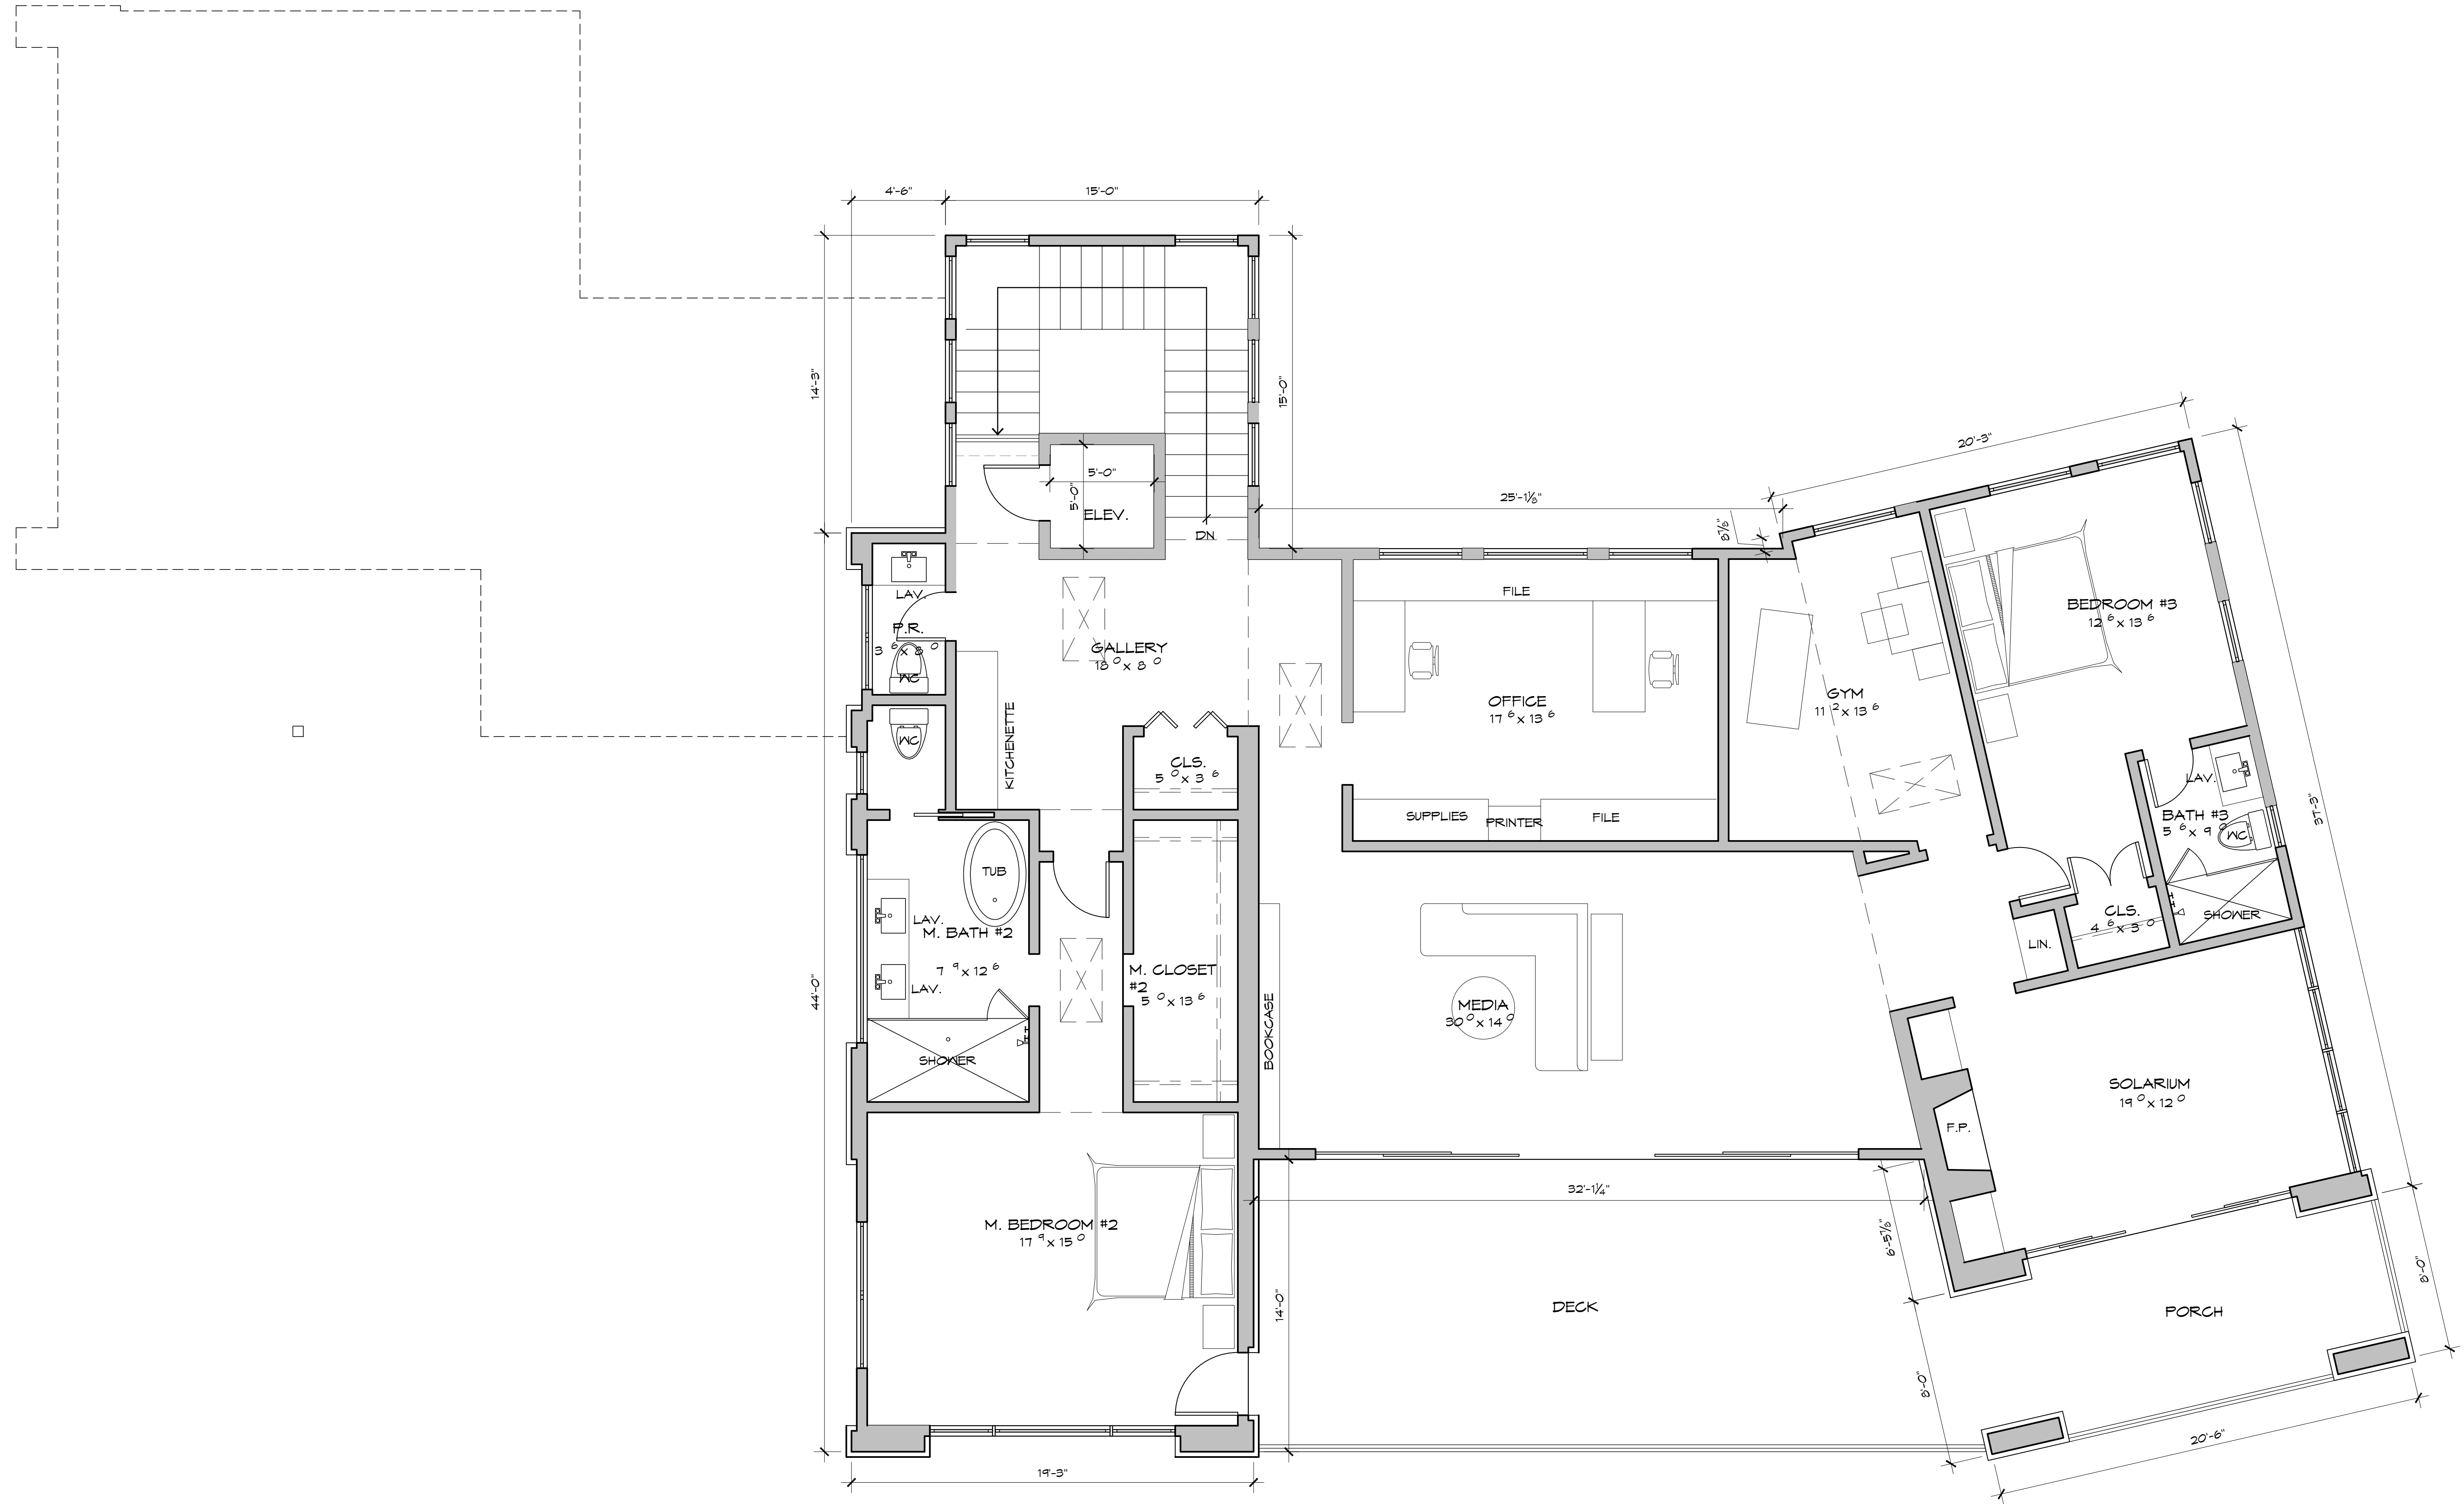 4'-6"
15'-0"
14'-3"
15'-0"
20'-3"
5'-0"
5'-0"
ELEV.
DN
25'-1⅛"
8⅞"
LAV.
P.R.
3 6 x 8 0
WC
GALLERY
18 0 x 8 0
KITCHENETTE
WC
CLS.
5 0 x 3 6
FILE
OFFICE
17 6 x 13 6
SUPPLIES
PRINTER
FILE
GYM
11 2 x 13 6
BEDROOM #3
12 6 x 13 6
LAV.
BATH #3
5 6 x 9 0
WC
SHOWER
CLS.
4 6 x 3 0
LIN.
37'-3"
44'-0"
TUB
LAV.
M. BATH #2
7 9 x 12 6
LAV.
SHOWER
M. CLOSET
#2
5 0 x 13 6
BOOKCASE
MEDIA
30 0 x 14 0
SOLARIUM
19 0 x 12 0
F.P.
M. BEDROOM #2
17 9 x 15 0
32'-1¼"
6'-5⅞"
14'-0"
DECK
PORCH
8'-0"
8'-0"
20'-6"
19'-3"